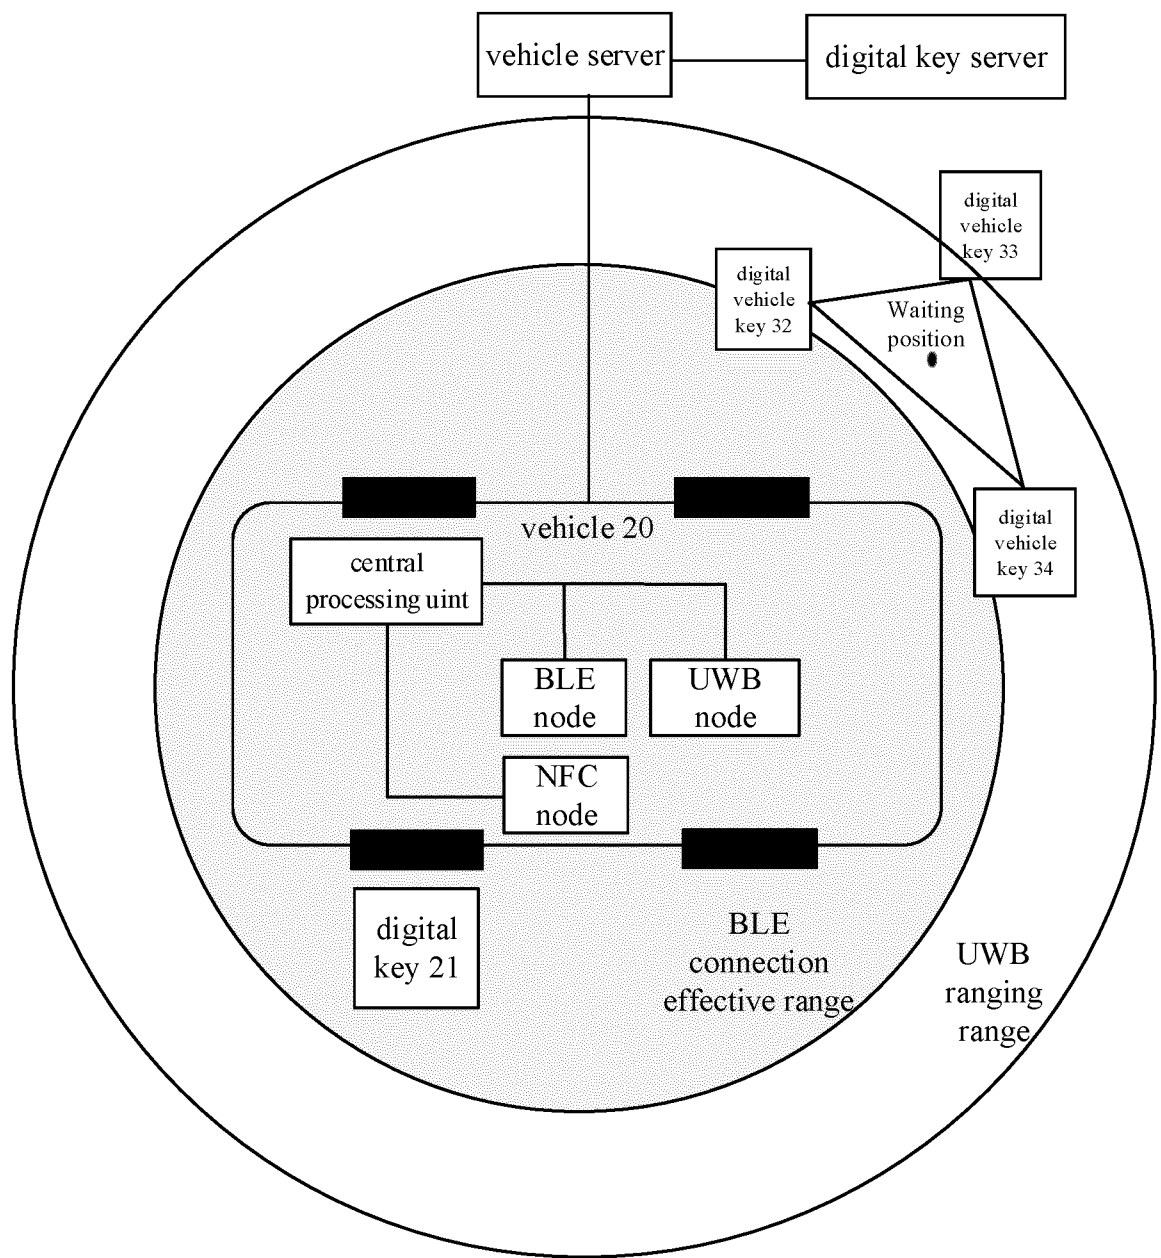 vehicle server
digital key server
digital
vehicle
key 33
digital
vehicle
key 32
Waiting
position
digital
vehicle
key 34
vehicle 20
central
processing uint
BLE
node
UWB
node
NFC
node
digital
key 21
BLE
connection
effective range
UWB
ranging
range